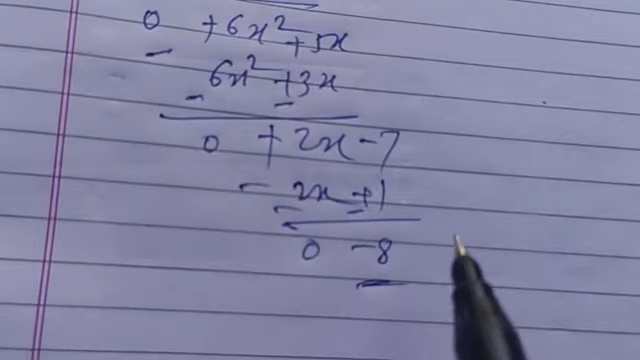 0 +6x² +5x
−
6x² +3x
− −
0 +2x-7
- 2x +1
− −
0 -8